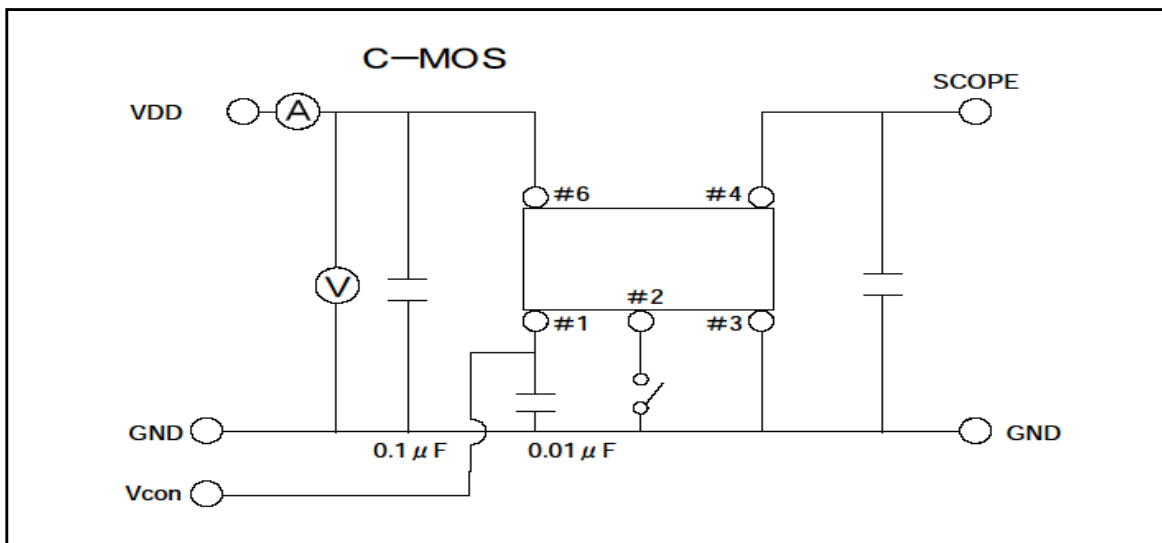 C-MOS
SCOPE
VDD
A
#6
#4
V
#2
#1
#3
GND
0.1 μ F
0.01 μ F
GND
Vcon